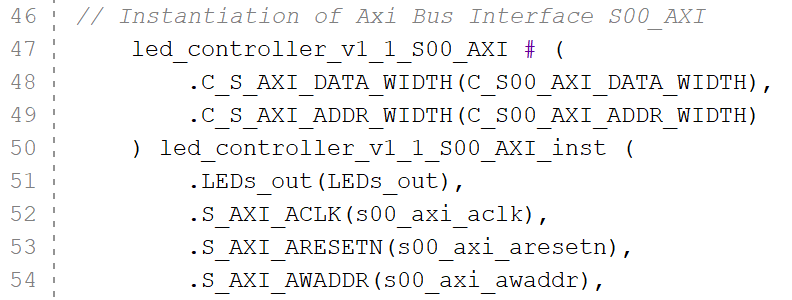 46 // Instantiation of Axi Bus Interface S00_AXI
47 led_controller_v1_1_S00_AXI # (
48 .C_S_AXI_DATA_WIDTH(C_S00_AXI_DATA_WIDTH),
49 .C_S_AXI_ADDR_WIDTH(C_S00_AXI_ADDR_WIDTH)
50 ) led_controller_v1_1_S00_AXI_inst (
51 .LEDs_out(LEDs_out),
52 .S_AXI_ACLK(s00_axi_aclk),
53 .S_AXI_ARESETN(s00_axi_aresetn),
54 .S_AXI_AWADDR(s00_axi_awaddr),